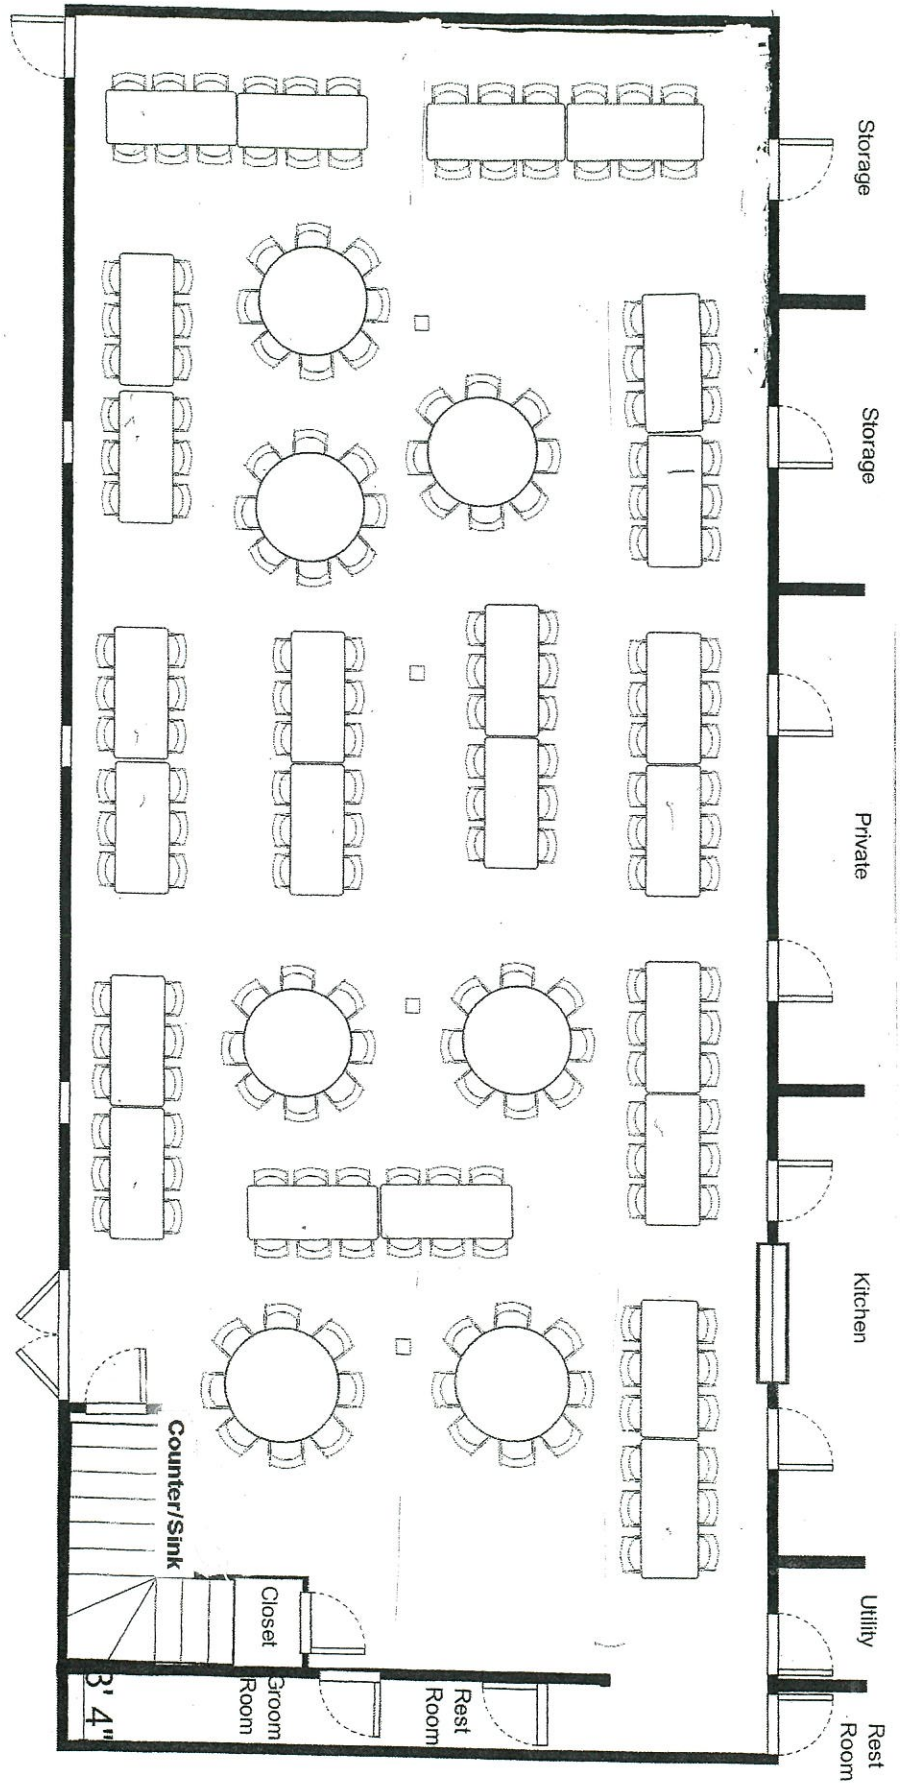 Storage
Storage
Private
Kitchen
Utility
Rest
Room
Counter/Sink
Closet
Groom
Room
Rest
Room
3' 4"